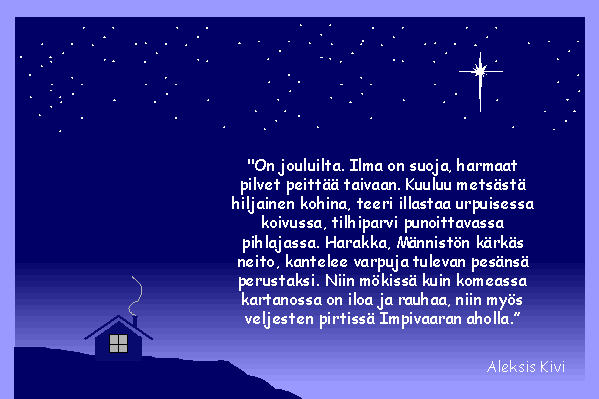 "On jouluilta. Ilma on suoja, harmaat
pilvet peittää taivaan. Kuuluu metsästä
hiljainen kohina, teeri illastaa urpuisessa
koivussa, tilhiparvi punoittavassa
pihlajassa. Harakka, Männistön kärkäs
neito, kantelee varpuja tulevan pesänsä
perustaksi. Niin mökissä kuin komeassa
kartanossa on iloa ja rauhaa, niin myös
veljesten pirtissä Impivaaran aholla.”
Aleksis Kivi